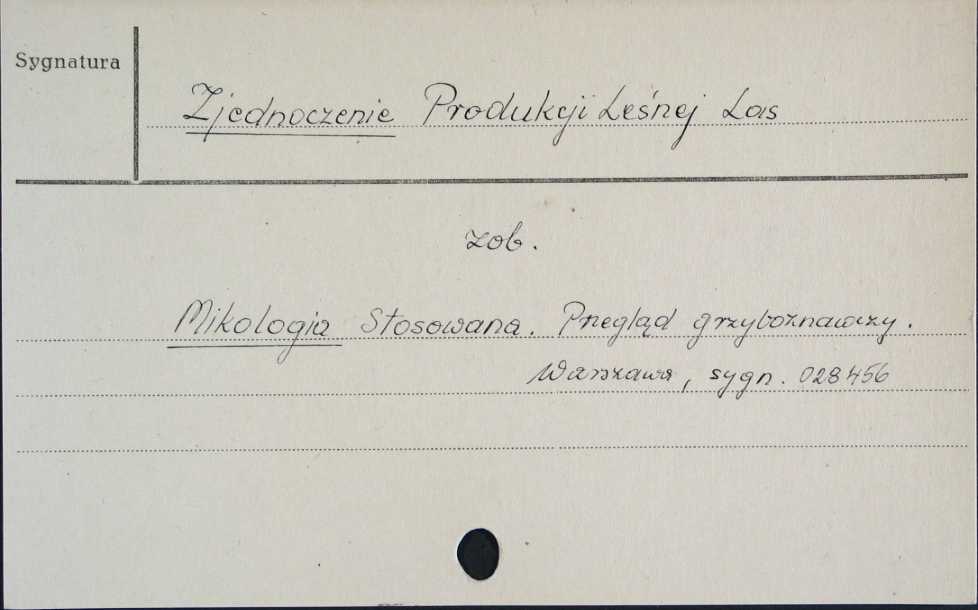 Sygnatura
Zjednoczenie Produkcji Leśnej Las
zob.
Mikologia Stosowana. Przegląd grzyboznawczy.
Warszawa, sygn. 028456